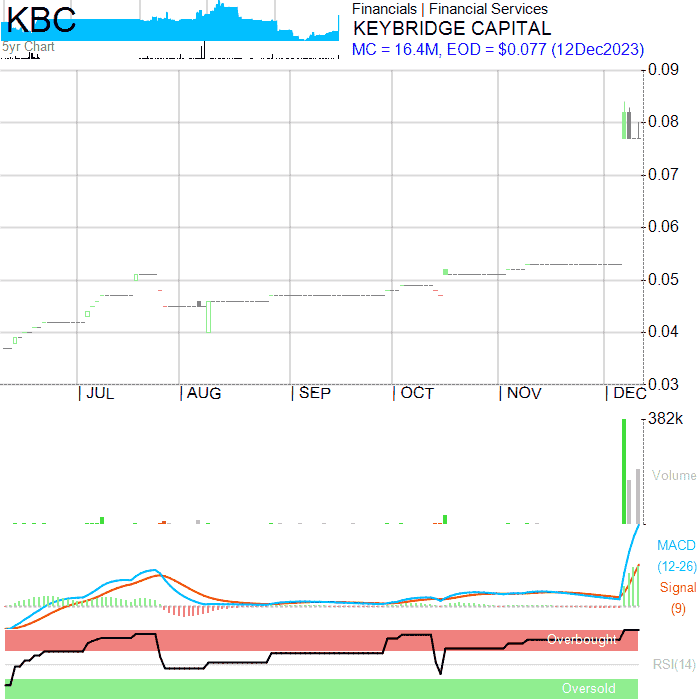 KBC
5yr Chart
Financials | Financial Services
KEYBRIDGE CAPITAL
MC = 16.4M, EOD = $0.077 (12Dec2023)
0.09
0.08
0.07
0.06
0.05
0.04
0.03
| JUL | AUG | SEP | OCT | NOV | DEC
382k
Volume
MACD
(12-26)
Signal
(9)
Overbought
RSI(14)
Oversold